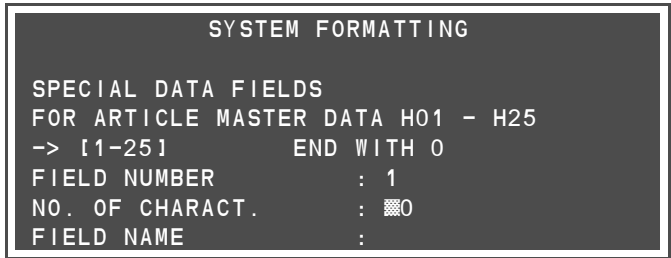 SYSTEM FORMATTING
SPECIAL DATA FIELDS
FOR ARTICLE MASTER DATA H01 - H25
-> [1-25] END WITH 0
FIELD NUMBER : 1
NO. OF CHARACT. : ▒0
FIELD NAME :